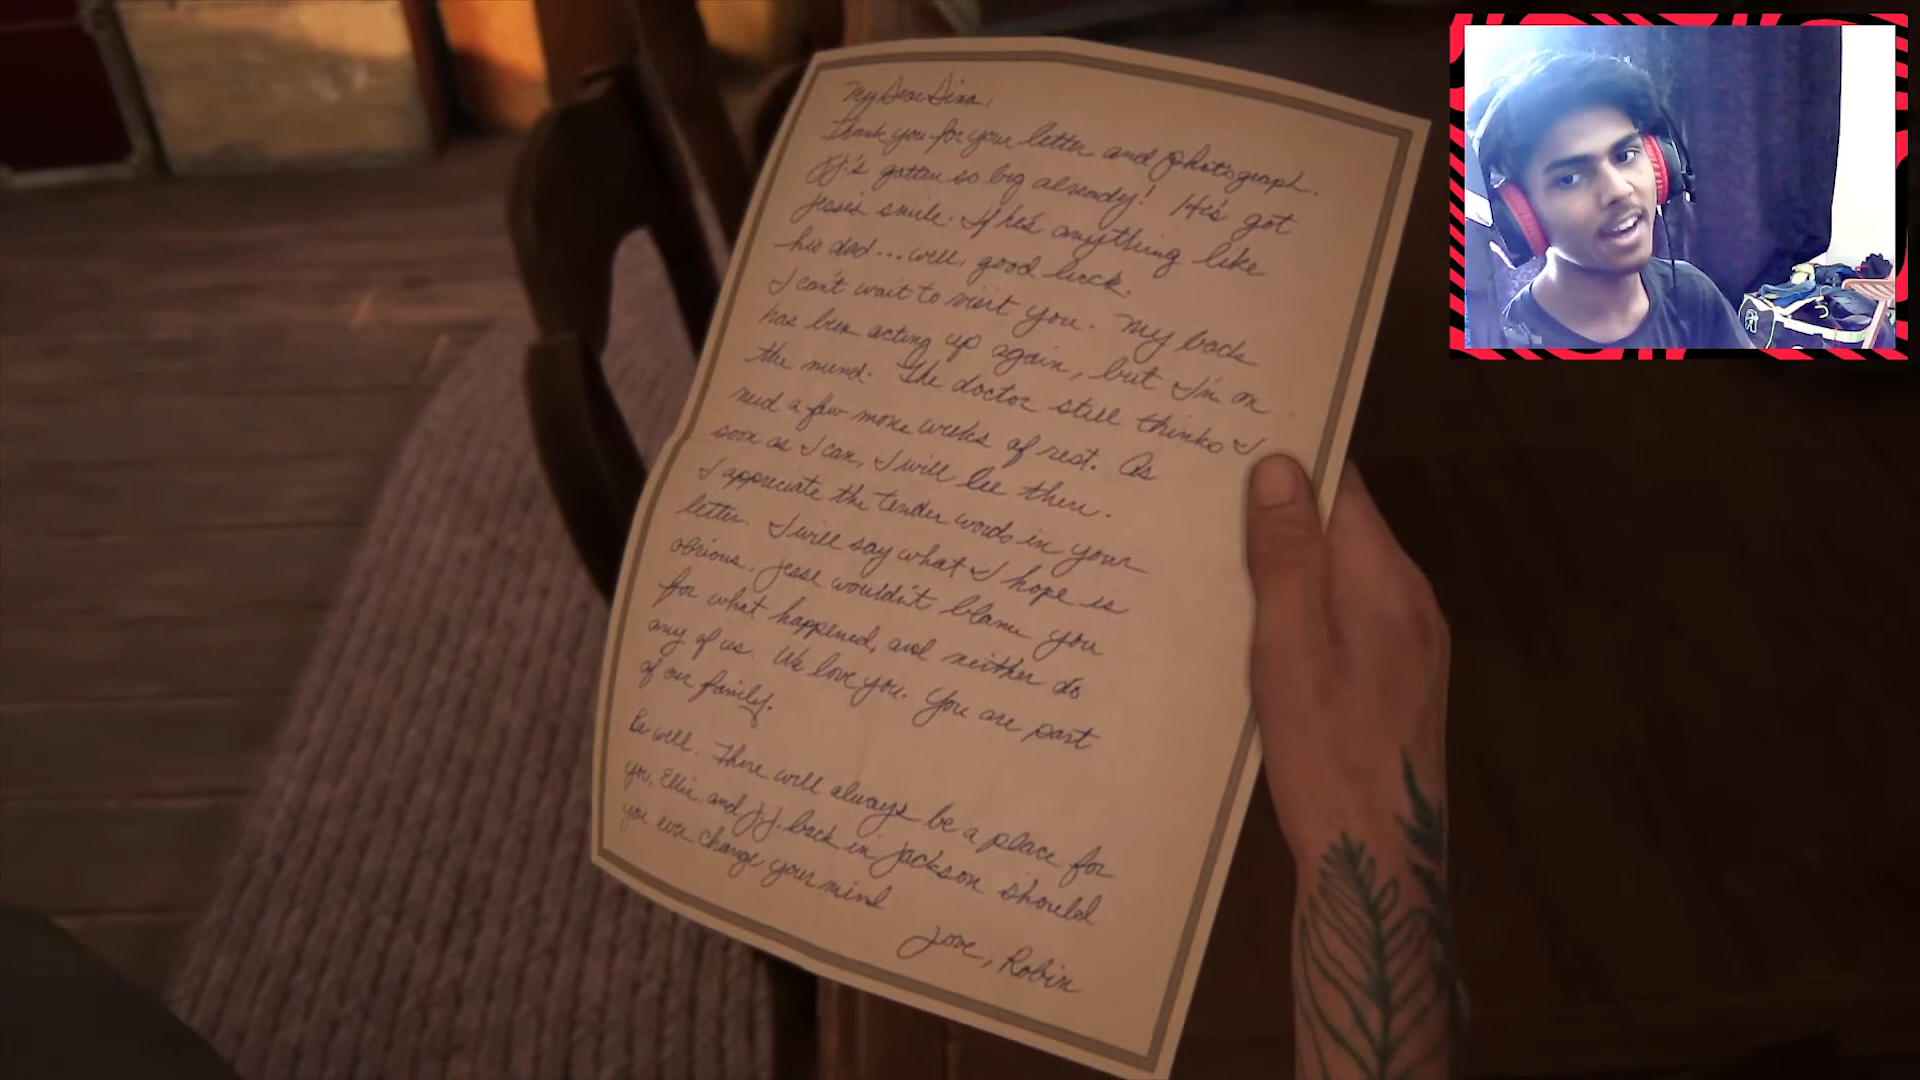 My Dear Dina,
Thank you for your letter and photograph.
JJ's gotten so big already! He's got
Jesse's smile. If he's anything like
his dad...well, good luck.
I can't wait to visit you. My back
has been acting up again, but I'm on
the mend. The doctor still thinks I
need a few more weeks of rest. As
soon as I can, I will be there.
I appreciate the tender words in your
letter. I will say what I hope is
obvious. Jesse wouldn't blame you
for what happened, and neither do
any of us. We love you. You are part
of our family.
Be well. There will always be a place for
you, Ellie, and J.J. back in Jackson should
you ever change your mind
Love, Robin